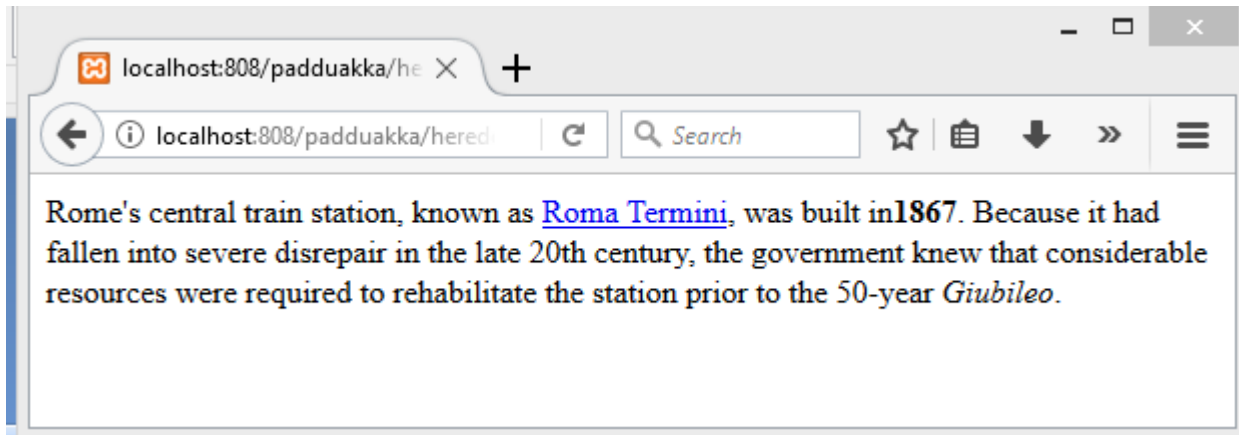 localhost:808/padduakka/he
localhost:808/padduakka/hered
Search
Rome's central train station, known as Roma Termini, was built in1867. Because it had
fallen into severe disrepair in the late 20th century, the government knew that considerable
resources were required to rehabilitate the station prior to the 50-year Giubileo.